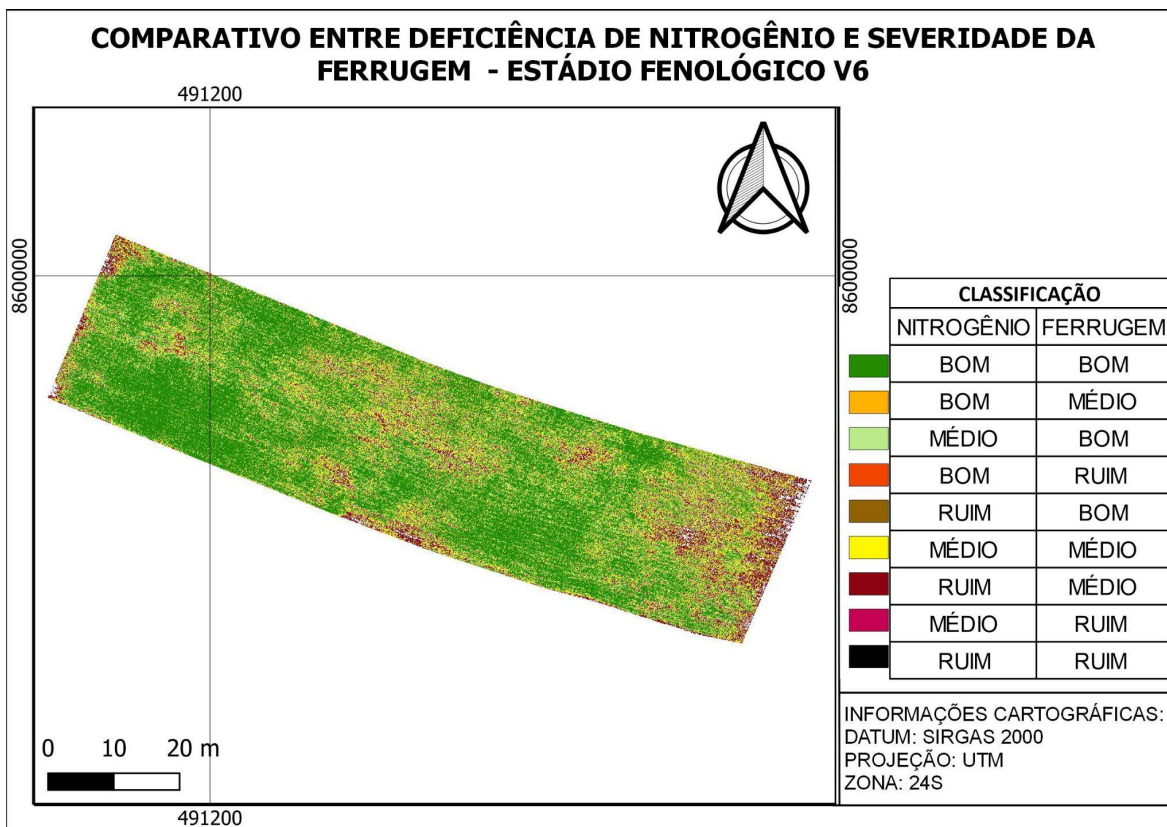 COMPARATIVO ENTRE DEFICIÊNCIA DE NITROGÊNIO E SEVERIDADE DA
FERRUGEM - ESTÁDIO FENOLÓGICO V6
491200
8600000
8600000
CLASSIFICAÇÃO
NITROGÊNIO FERRUGEM
BOM BOM
BOM MÉDIO
MÉDIO BOM
BOM RUIM
RUIM BOM
MÉDIO MÉDIO
RUIM MÉDIO
MÉDIO RUIM
RUIM RUIM
INFORMAÇÕES CARTOGRÁFICAS:
DATUM: SIRGAS 2000
PROJEÇÃO: UTM
ZONA: 24S
0 10 20 m
491200